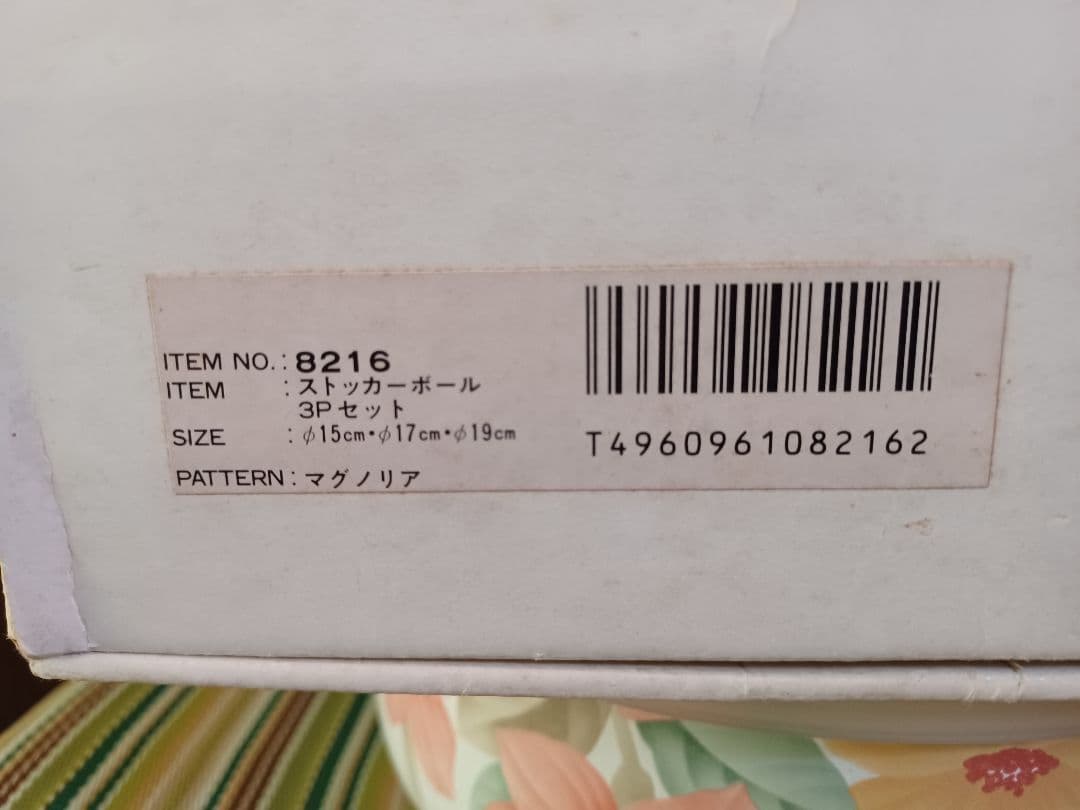 ITEM NO.: 8216
ITEM : ストッカーボール
3Pセット
SIZE : φ15cm・φ17cm・φ19cm
PATTERN : マグノリア
T4960961082162